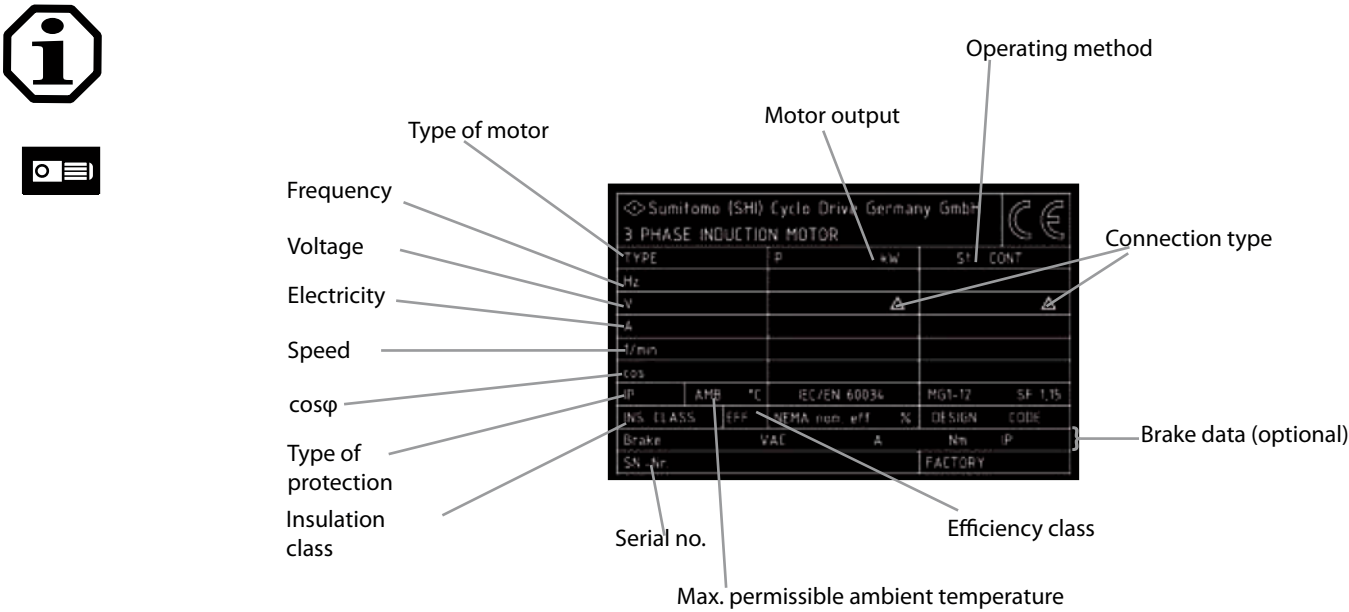 Operating method
Motor output
Type of motor
Frequency
Voltage
Electricity
Speed
cosφ
Type of
protection
Insulation
class
Connection type
Brake data (optional)
Efficiency class
Serial no.
Max. permissible ambient temperature
Sumitomo (SHI) Cyclo Drive Germany GmbH
CE
3 PHASE INDUCTION MOTOR
TYPE P kW CONT
Hz
V
A
1/min
cos
IP AMB °C IEC/EN 60034 MG1-12 SF 1,15
INS. CLASS EFF NEMA nom. eff % DESIGN CODE
Brake VAC A Nm IP
SN.-Nr. FACTORY